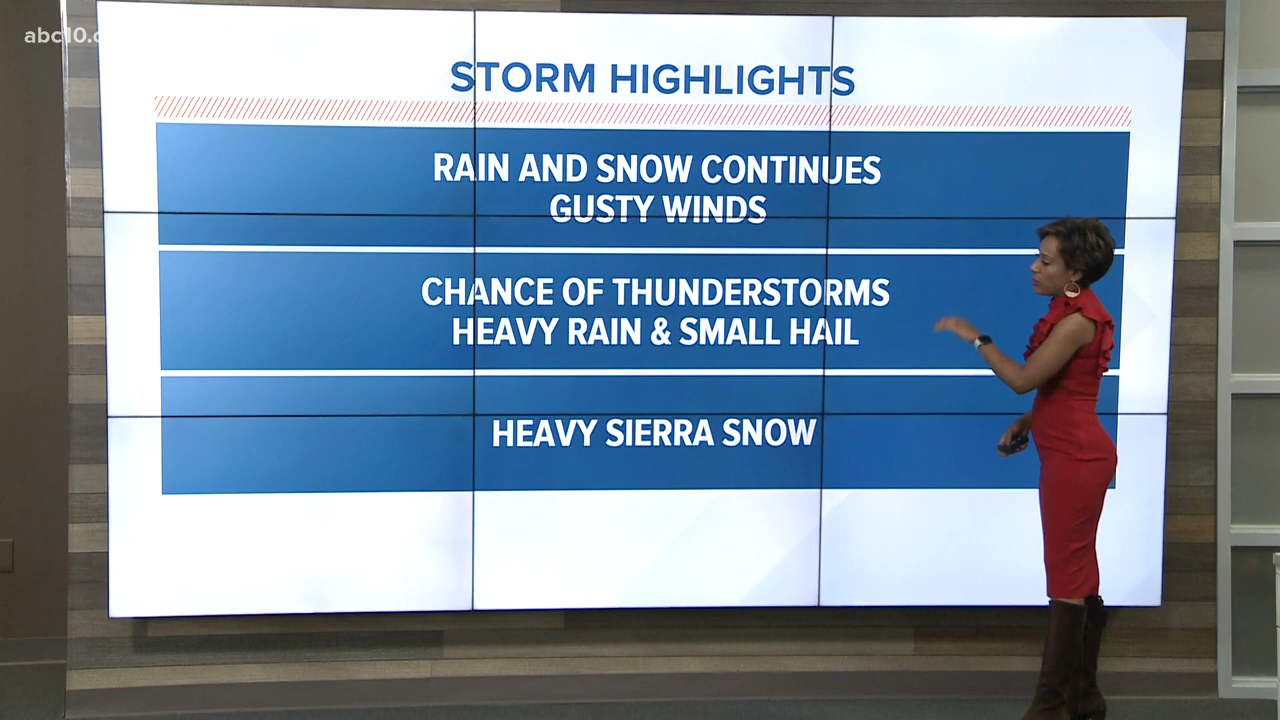 abc10.c
STORM HIGHLIGHTS
RAIN AND SNOW CONTINUES
GUSTY WINDS
CHANCE OF THUNDERSTORMS
HEAVY RAIN & SMALL HAIL
HEAVY SIERRA SNOW